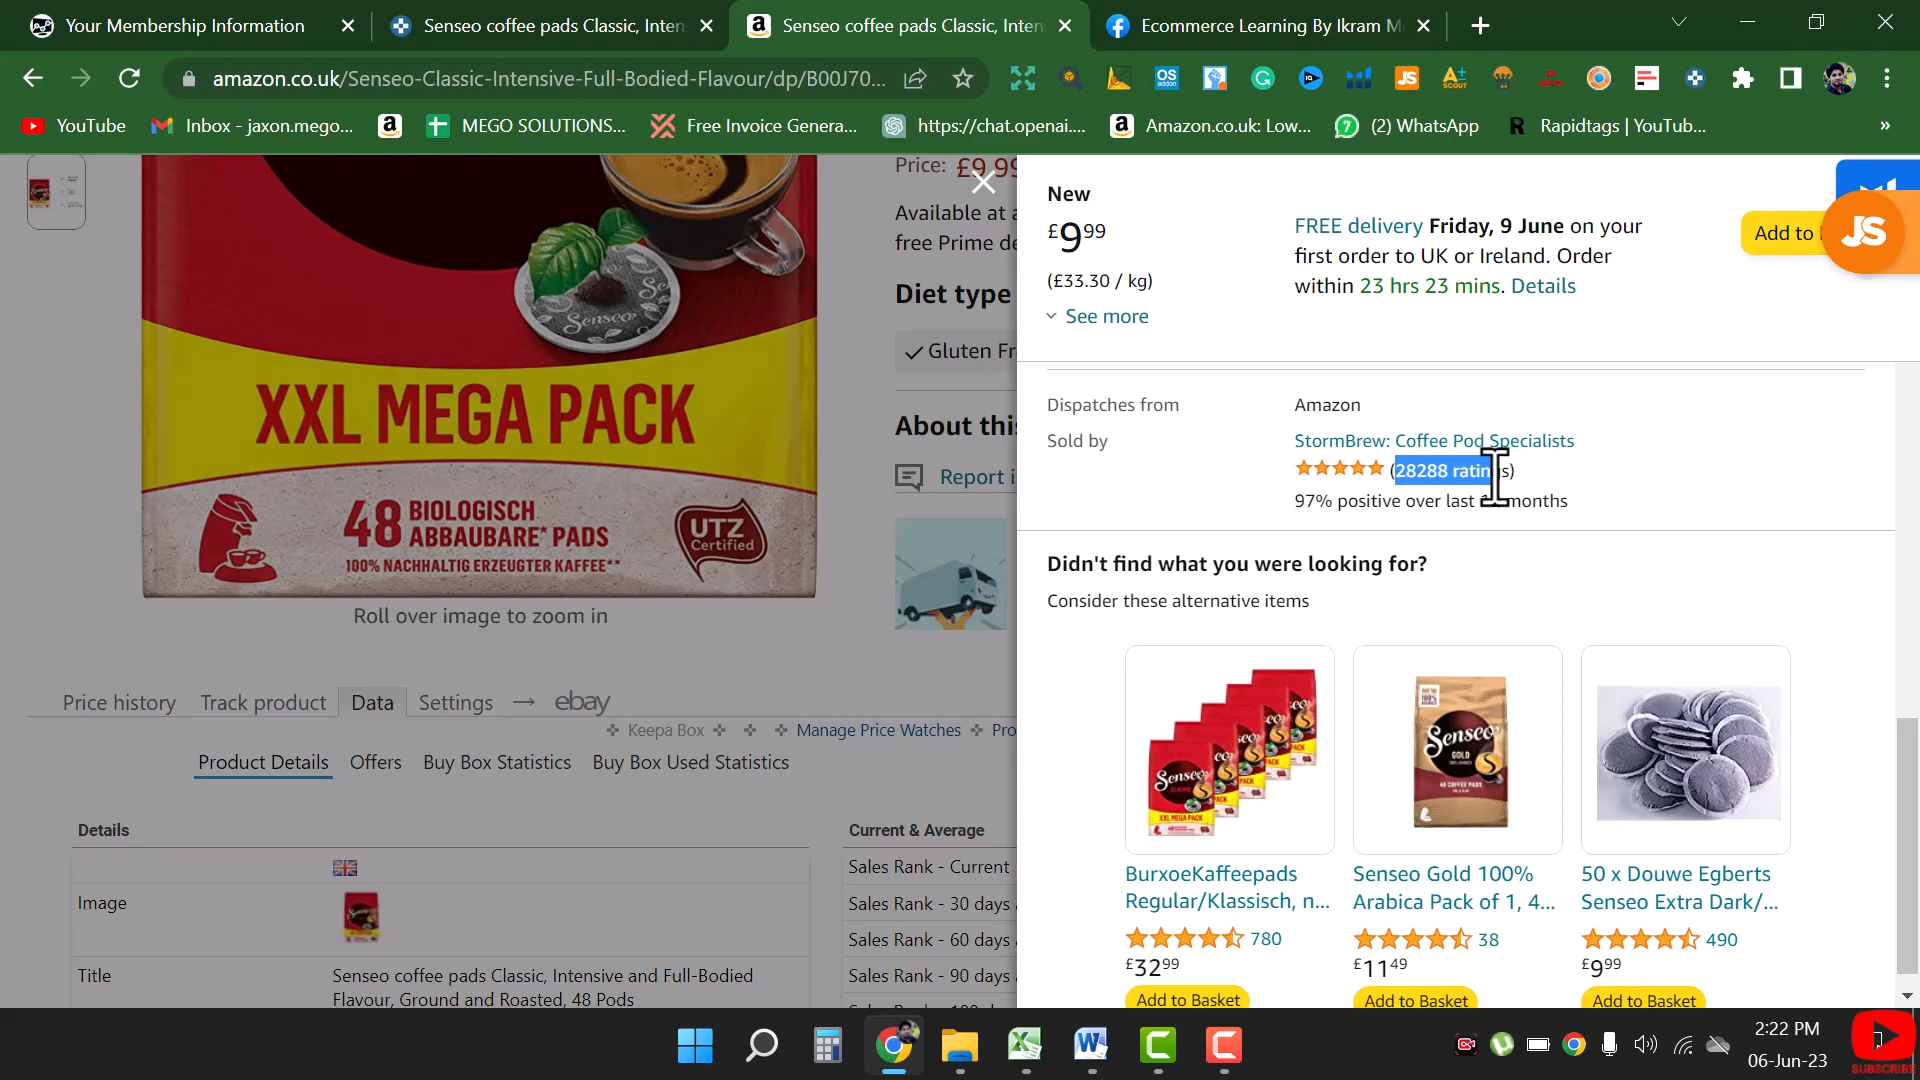 Your Membership Information
Senseo coffee pads Classic, Inten
Senseo coffee pads Classic, Inten
Ecommerce Learning By Ikram M
amazon.co.uk/Senseo-Classic-Intensive-Full-Bodied-Flavour/dp/B00J70...
YouTube
Inbox - jaxon.mego...
MEGO SOLUTIONS...
Free Invoice Genera...
https://chat.openai....
Amazon.co.uk: Low...
(2) WhatsApp
Rapidtags | YouTub...
»
Price: £9.99
Available at a
free Prime de
Diet type
Gluten Fr
About this
Report i
Senseo
XXL MEGA PACK
48 BIOLOGISCH
ABBAUBARE* PADS
100% NACHHALTIG ERZEUGTER KAFFEE**
UTZ
Certified
Roll over image to zoom in
New
£9.99
(£33.30 / kg)
See more
FREE delivery Friday, 9 June on your
first order to UK or Ireland. Order
within 23 hrs 23 mins. Details
Add to
JS
Dispatches from
Amazon
Sold by
StormBrew: Coffee Pod Specialists
(28288 ratings)
97% positive over last months
Didn't find what you were looking for?
Consider these alternative items
BurxoeKaffeepads
Regular/Klassisch, n...
780
£32.99
Add to Basket
Senseo Gold 100%
Arabica Pack of 1, 4...
38
£11.49
Add to Basket
50 x Douwe Egberts
Senseo Extra Dark/...
490
£9.99
Add to Basket
Price history
Track product
Data
Settings
ebay
Keepa Box
Manage Price Watches
Pro
Product Details
Offers
Buy Box Statistics
Buy Box Used Statistics
Details
Image
Title
Senseo coffee pads Classic, Intensive and Full-Bodied
Flavour, Ground and Roasted, 48 Pods
Current & Average
Sales Rank - Current
Sales Rank - 30 days
Sales Rank - 60 days
Sales Rank - 90 days
2:22 PM
06-Jun-23
SUBSCRIBE